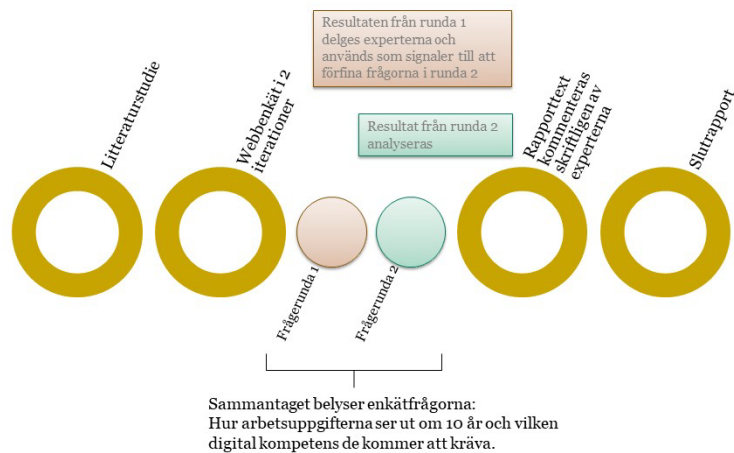 Resultaten från runda 1
delges experterna och
används som signaler till att
förfina frågorna i runda 2
Resultat från runda 2
analyseras
Litteraturstudie
Webbenkät i 2
iterationer
Frågerunda 1
Frågerunda 2
Rapporttext
kommenteras
skriftligen av
experterna
Slutrapport
Sammantaget belyser enkätfrågorna:
Hur arbetsuppgifterna ser ut om 10 år och vilken
digital kompetens de kommer att kräva.